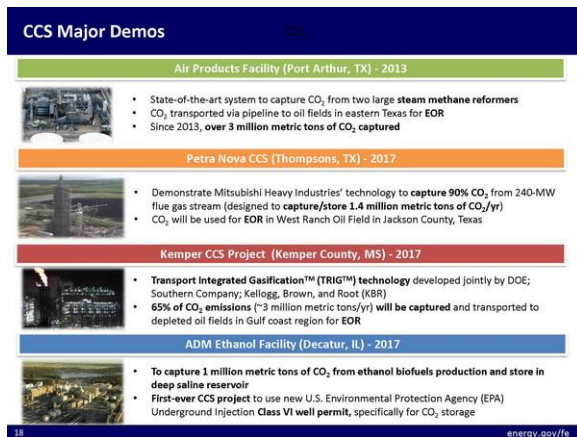 CCS Major Demos
CO₂
Air Products Facility (Port Arthur, TX) - 2013
• State-of-the-art system to capture CO₂ from two large steam methane reformers
• CO₂ transported via pipeline to oil fields in eastern Texas for EOR
• Since 2013, over 3 million metric tons of CO₂ captured
Petra Nova CCS (Thompsons, TX) - 2017
• Demonstrate Mitsubishi Heavy Industries’ technology to capture 90% CO₂ from 240-MW
flue gas stream (designed to capture/store 1.4 million metric tons of CO₂/yr)
• CO₂ will be used for EOR in West Ranch Oil Field in Jackson County, Texas
Kemper CCS Project (Kemper County, MS) - 2017
• Transport Integrated Gasification™ (TRIG™) technology developed jointly by DOE;
Southern Company; Kellogg, Brown, and Root (KBR)
• 65% of CO₂ emissions (~3 million metric tons/yr) will be captured and transported to
depleted oil fields in Gulf coast region for EOR
ADM Ethanol Facility (Decatur, IL) - 2017
• To capture 1 million metric tons of CO₂ from ethanol biofuels production and store in
deep saline reservoir
• First-ever CCS project to use new U.S. Environmental Protection Agency (EPA)
Underground Injection Class VI well permit, specifically for CO₂ storage
18
energy.gov/fe